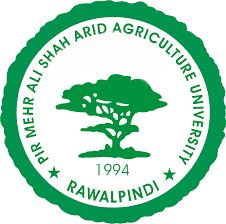 ★ PIR MEHR ALI SHAH ARID AGRICULTURE UNIVERSITY ★
1994
RAWALPINDI